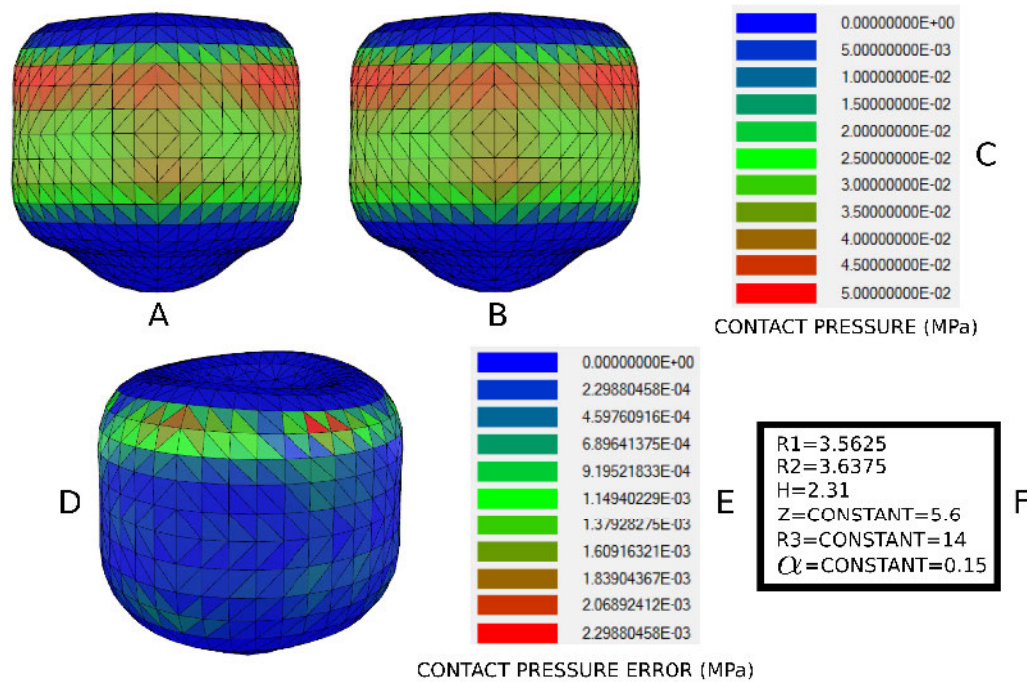 0.00000000E+00
5.00000000E-03
1.00000000E-02
1.50000000E-02
2.00000000E-02
2.50000000E-02
3.00000000E-02
3.50000000E-02
4.00000000E-02
4.50000000E-02
5.00000000E-02
C
A
B
CONTACT PRESSURE (MPa)
D
0.00000000E+00
2.29880458E-04
4.59760916E-04
6.89641375E-04
9.19521833E-04
1.14940229E-03
1.37928275E-03
1.60916321E-03
1.83904367E-03
2.06892412E-03
2.29880458E-03
E
CONTACT PRESSURE ERROR (MPa)
R1=3.5625
R2=3.6375
H=2.31
Z=CONSTANT=5.6
R3=CONSTANT=14
α=CONSTANT=0.15
F